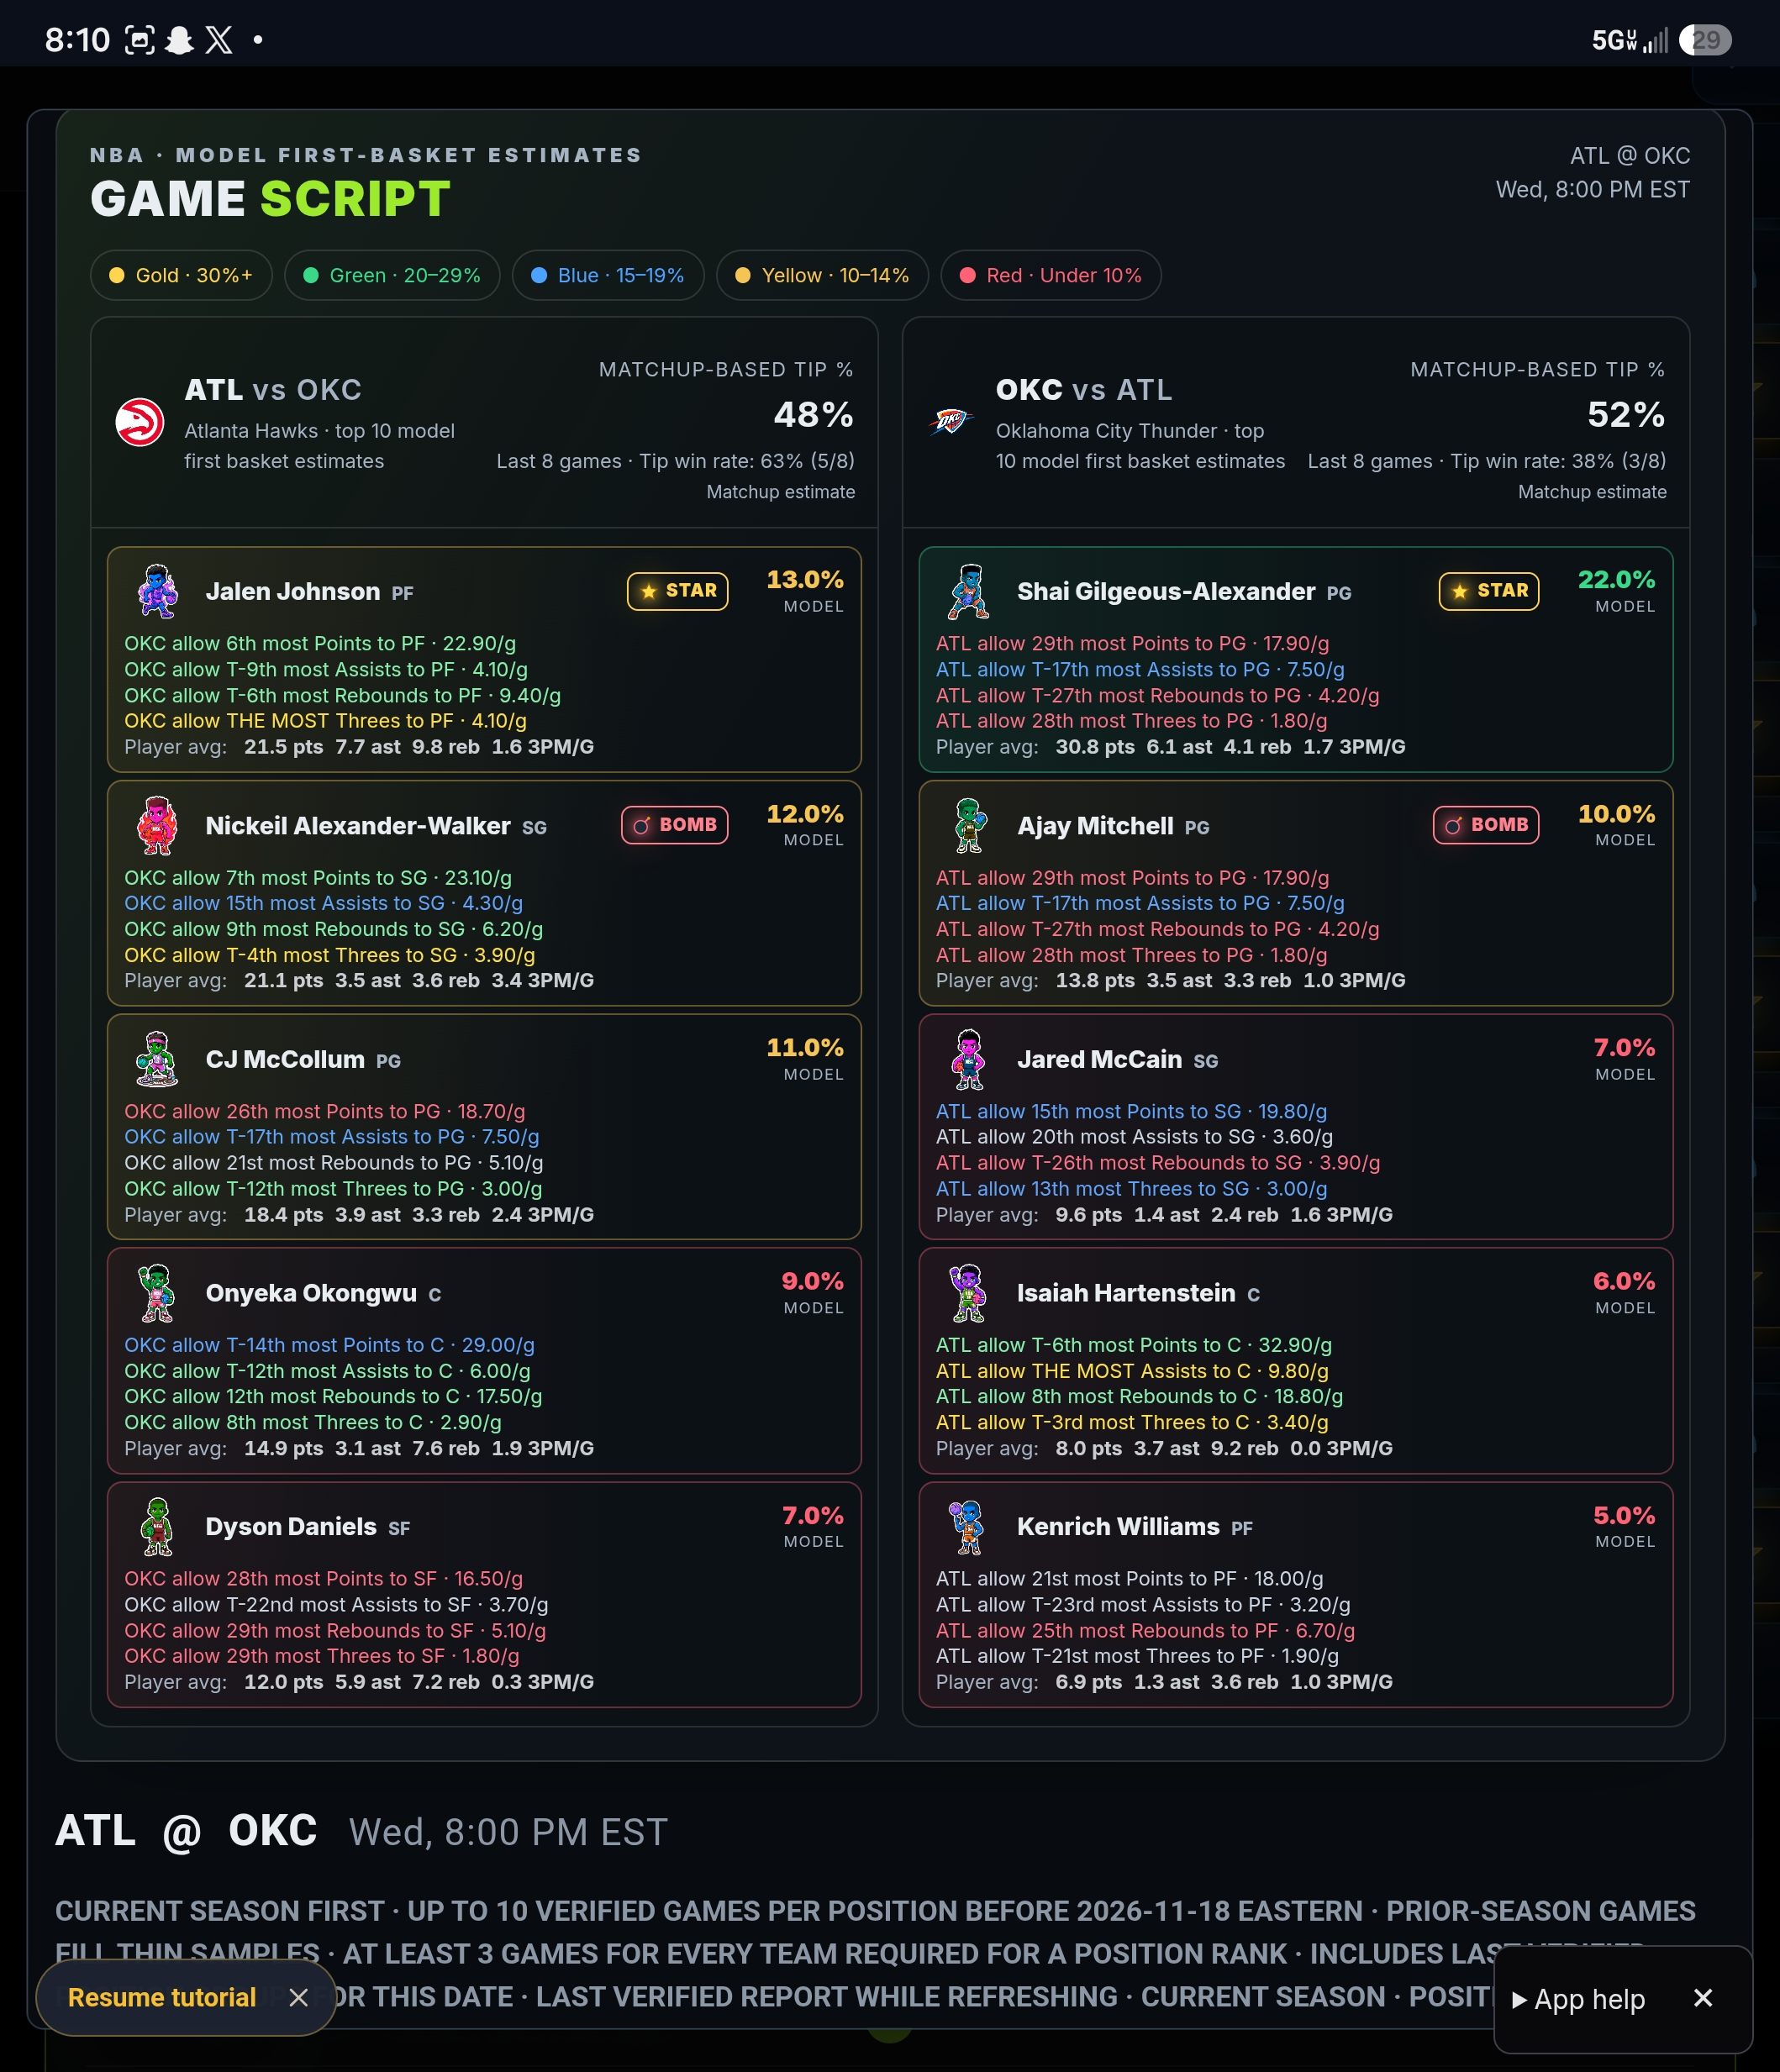 8:10
5G UW 29
NBA · MODEL FIRST-BASKET ESTIMATES
GAME SCRIPT
ATL @ OKC
Wed, 8:00 PM EST
Gold · 30%+
Green · 20–29%
Blue · 15–19%
Yellow · 10–14%
Red · Under 10%
ATL vs OKC
Atlanta Hawks · top 10 model
first basket estimates
MATCHUP-BASED TIP %
48%
Last 8 games · Tip win rate: 63% (5/8)
Matchup estimate
Jalen Johnson PF
STAR
13.0%
MODEL
OKC allow 6th most Points to PF · 22.90/g
OKC allow T-9th most Assists to PF · 4.10/g
OKC allow T-6th most Rebounds to PF · 9.40/g
OKC allow THE MOST Threes to PF · 4.10/g
Player avg: 21.5 pts 7.7 ast 9.8 reb 1.6 3PM/G
Nickeil Alexander-Walker SG
BOMB
12.0%
MODEL
OKC allow 7th most Points to SG · 23.10/g
OKC allow 15th most Assists to SG · 4.30/g
OKC allow 9th most Rebounds to SG · 6.20/g
OKC allow T-4th most Threes to SG · 3.90/g
Player avg: 21.1 pts 3.5 ast 3.6 reb 3.4 3PM/G
CJ McCollum PG
11.0%
MODEL
OKC allow 26th most Points to PG · 18.70/g
OKC allow T-17th most Assists to PG · 7.50/g
OKC allow 21st most Rebounds to PG · 5.10/g
OKC allow T-12th most Threes to PG · 3.00/g
Player avg: 18.4 pts 3.9 ast 3.3 reb 2.4 3PM/G
Onyeka Okongwu C
9.0%
MODEL
OKC allow T-14th most Points to C · 29.00/g
OKC allow T-12th most Assists to C · 6.00/g
OKC allow 12th most Rebounds to C · 17.50/g
OKC allow 8th most Threes to C · 2.90/g
Player avg: 14.9 pts 3.1 ast 7.6 reb 1.9 3PM/G
Dyson Daniels SF
7.0%
MODEL
OKC allow 28th most Points to SF · 16.50/g
OKC allow T-22nd most Assists to SF · 3.70/g
OKC allow 29th most Rebounds to SF · 5.10/g
OKC allow 29th most Threes to SF · 1.80/g
Player avg: 12.0 pts 5.9 ast 7.2 reb 0.3 3PM/G
OKC vs ATL
Oklahoma City Thunder · top
10 model first basket estimates
MATCHUP-BASED TIP %
52%
Last 8 games · Tip win rate: 38% (3/8)
Matchup estimate
Shai Gilgeous-Alexander PG
STAR
22.0%
MODEL
ATL allow 29th most Points to PG · 17.90/g
ATL allow T-17th most Assists to PG · 7.50/g
ATL allow T-27th most Rebounds to PG · 4.20/g
ATL allow 28th most Threes to PG · 1.80/g
Player avg: 30.8 pts 6.1 ast 4.1 reb 1.7 3PM/G
Ajay Mitchell PG
BOMB
10.0%
MODEL
ATL allow 29th most Points to PG · 17.90/g
ATL allow T-17th most Assists to PG · 7.50/g
ATL allow T-27th most Rebounds to PG · 4.20/g
ATL allow 28th most Threes to PG · 1.80/g
Player avg: 13.8 pts 3.5 ast 3.3 reb 1.0 3PM/G
Jared McCain SG
7.0%
MODEL
ATL allow 15th most Points to SG · 19.80/g
ATL allow 20th most Assists to SG · 3.60/g
ATL allow T-26th most Rebounds to SG · 3.90/g
ATL allow 13th most Threes to SG · 3.00/g
Player avg: 9.6 pts 1.4 ast 2.4 reb 1.6 3PM/G
Isaiah Hartenstein C
6.0%
MODEL
ATL allow T-6th most Points to C · 32.90/g
ATL allow THE MOST Assists to C · 9.80/g
ATL allow 8th most Rebounds to C · 18.80/g
ATL allow T-3rd most Threes to C · 3.40/g
Player avg: 8.0 pts 3.7 ast 9.2 reb 0.0 3PM/G
Kenrich Williams PF
5.0%
MODEL
ATL allow 21st most Points to PF · 18.00/g
ATL allow T-23rd most Assists to PF · 3.20/g
ATL allow 25th most Rebounds to PF · 6.70/g
ATL allow T-21st most Threes to PF · 1.90/g
Player avg: 6.9 pts 1.3 ast 3.6 reb 1.0 3PM/G
ATL @ OKC Wed, 8:00 PM EST
CURRENT SEASON FIRST · UP TO 10 VERIFIED GAMES PER POSITION BEFORE 2026-11-18 EASTERN · PRIOR-SEASON GAMES
FILL THIN SAMPLES · AT LEAST 3 GAMES FOR EVERY TEAM REQUIRED FOR A POSITION RANK · INCLUDES LAST VERIFIED
FOR THIS DATE · LAST VERIFIED REPORT WHILE REFRESHING · CURRENT SEASON ·
Resume tutorial
App help